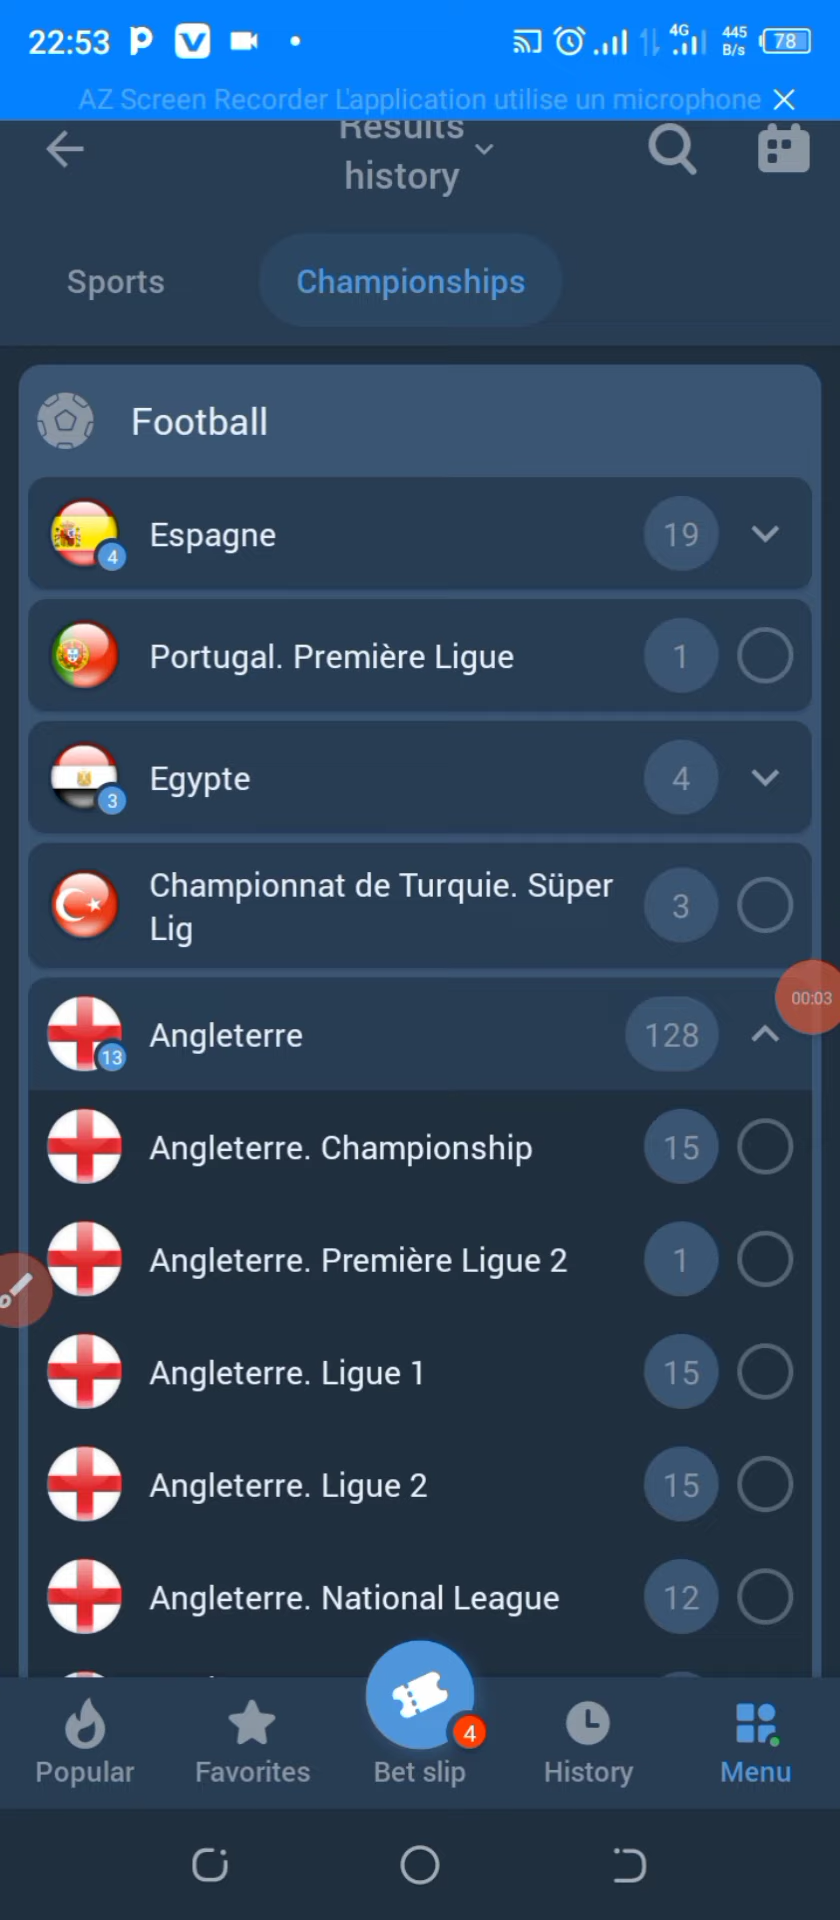 22:53
4G
445
B/s
78
AZ Screen Recorder L'application utilise un microphone
Results
history
Sports
Championships
Football
4
Espagne
19
Portugal. Première Ligue
1
3
Egypte
4
Championnat de Turquie. Süper
Lig
3
00:03
13
Angleterre
128
Angleterre. Championship
15
Angleterre. Première Ligue 2
1
Angleterre. Ligue 1
15
Angleterre. Ligue 2
15
Angleterre. National League
12
4
Popular
Favorites
Bet slip
History
Menu